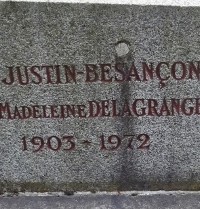 JUSTIN-BESANÇON
MADELEINE DELAGRANGE
1903-1972